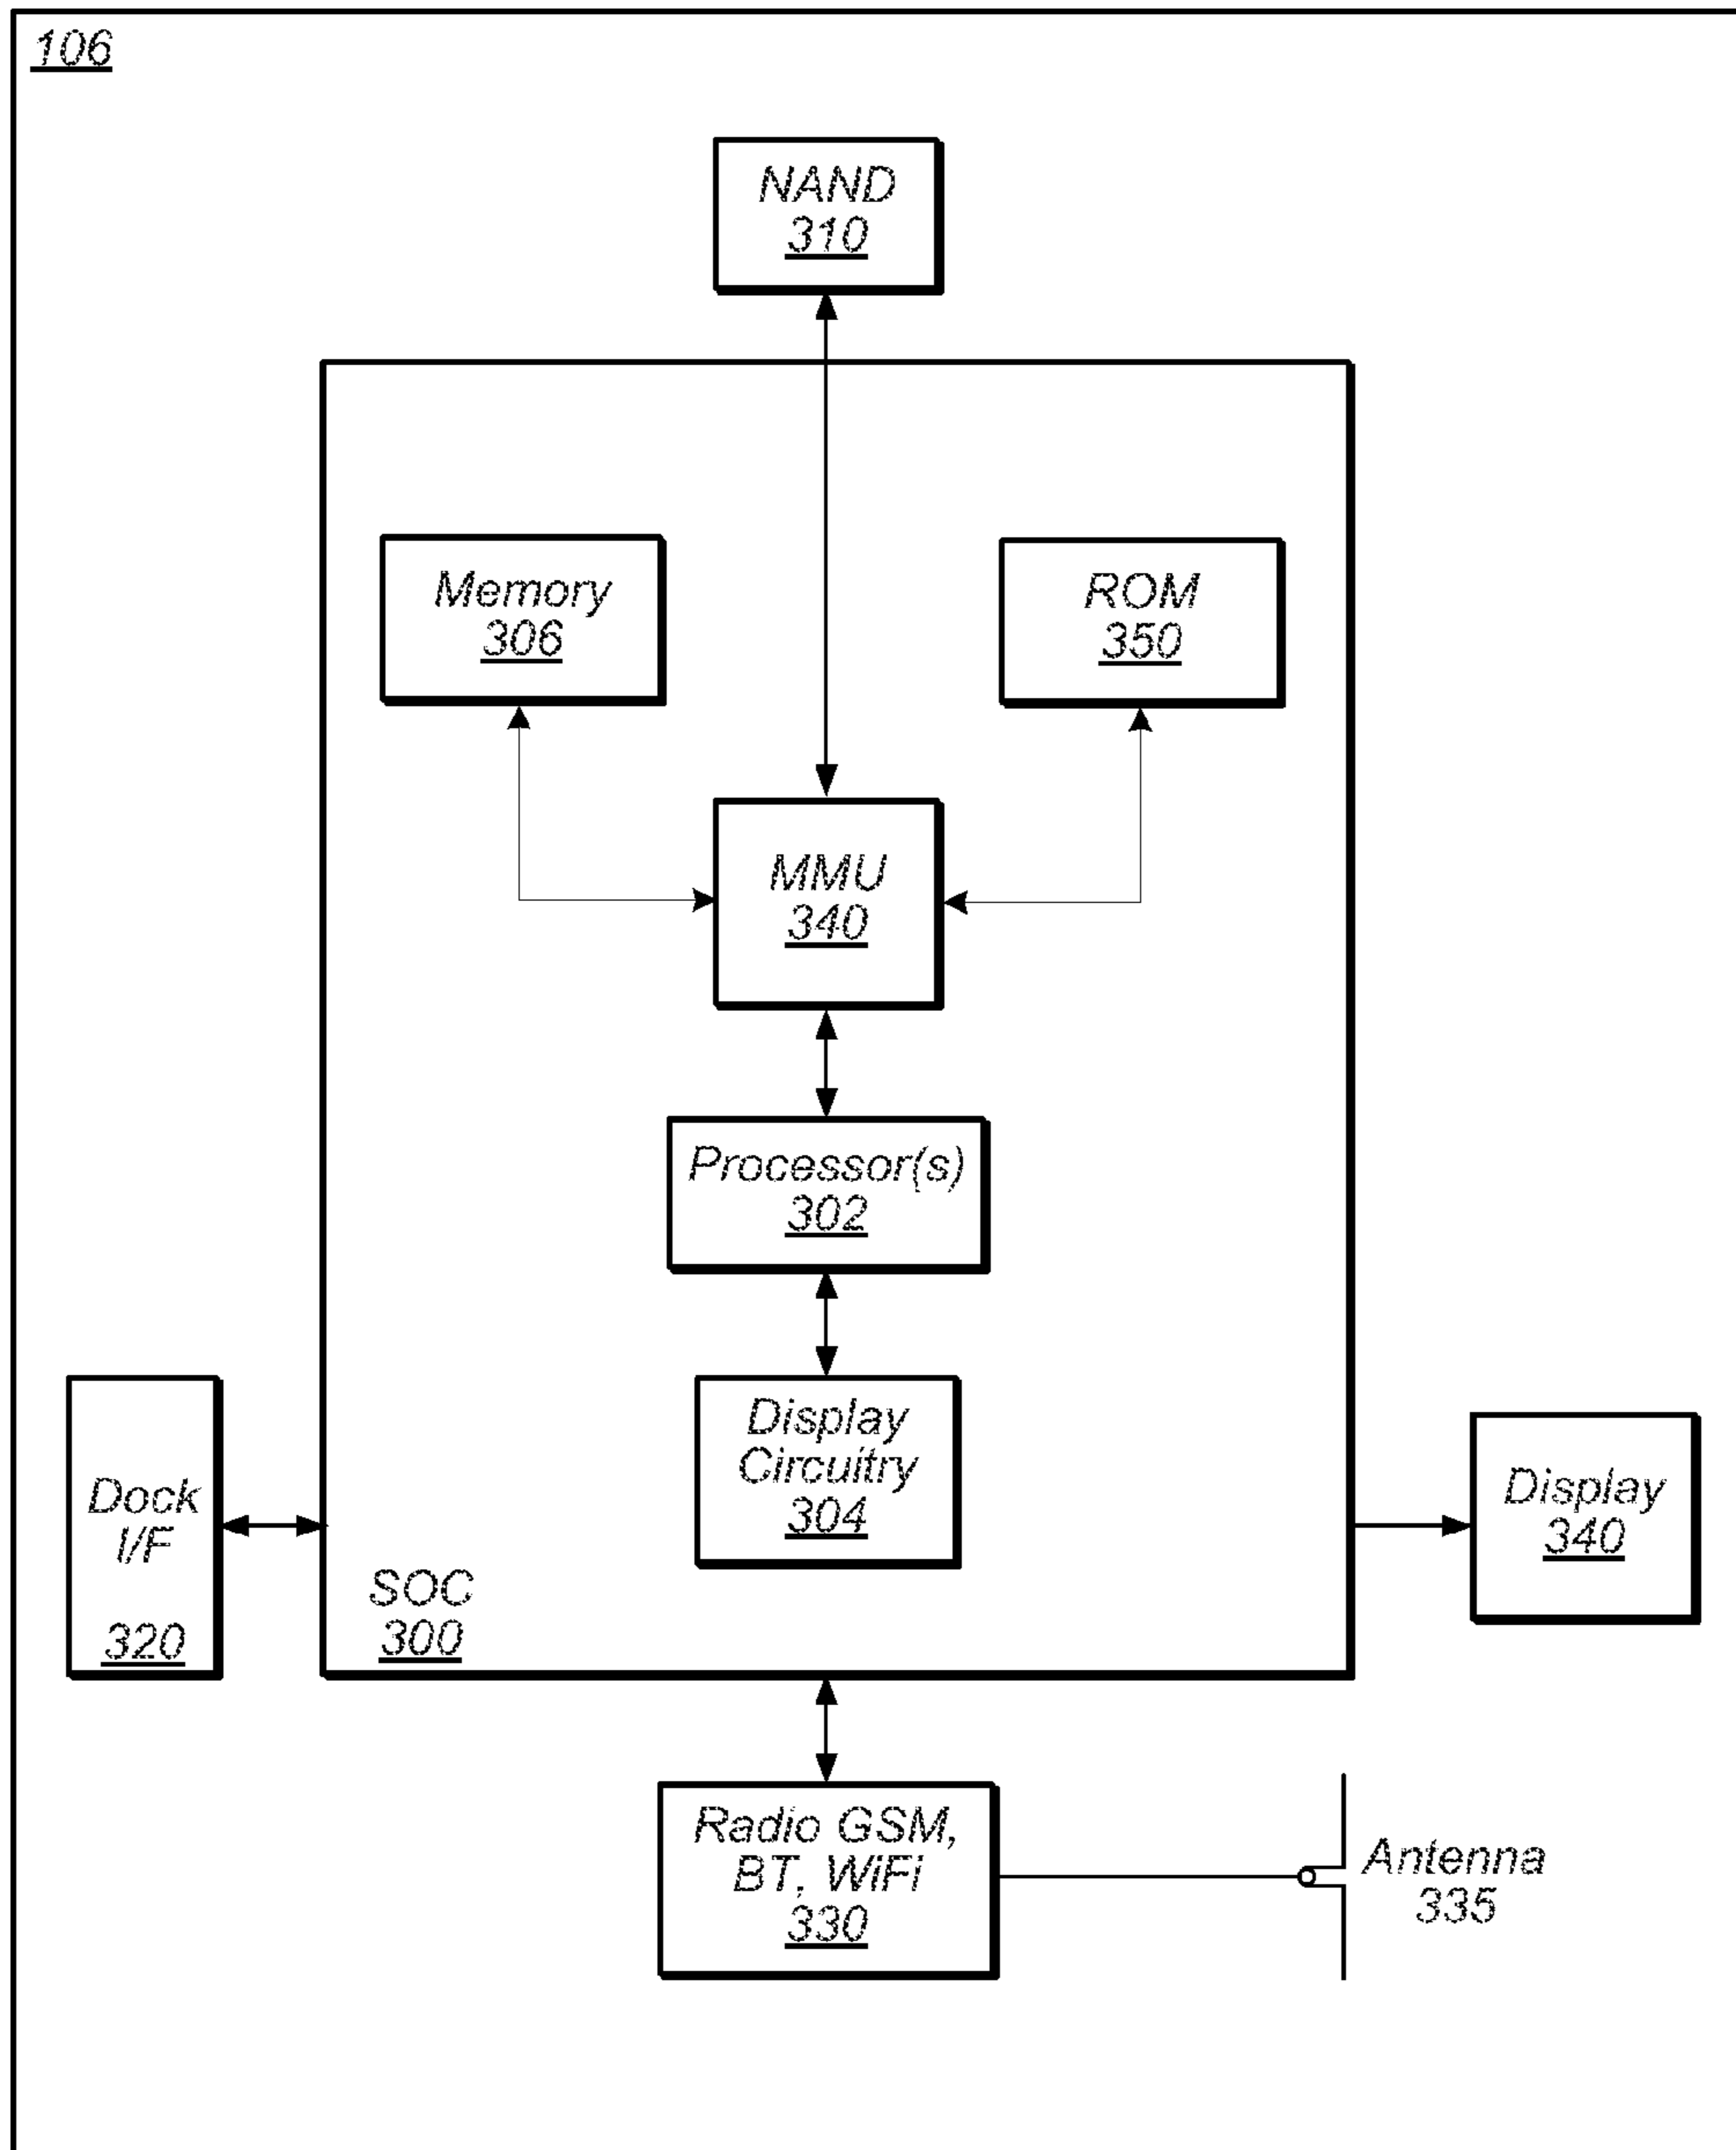 106
NAND
310
Memory
306
ROM
350
MMU
340
Processor(s)
302
Display
Circuitry
304
Dock
I/F
320
SOC
300
Display
340
Radio GSM,
BT, WiFi
330
Antenna
335